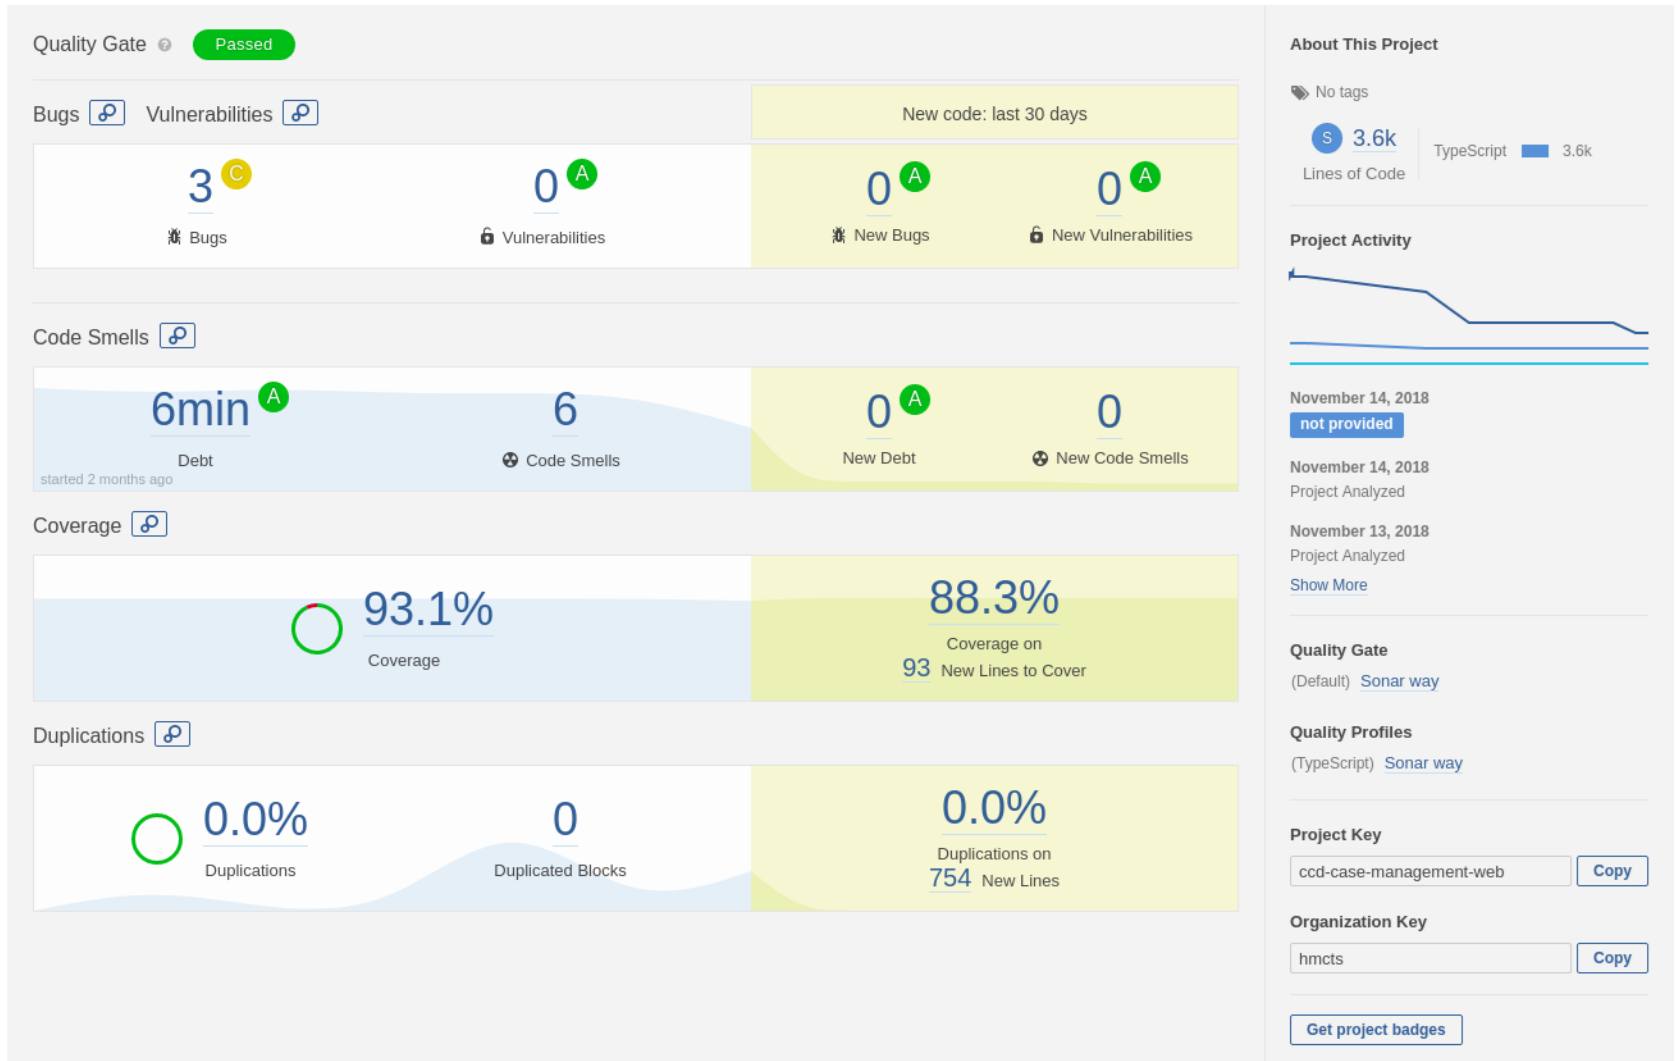 Quality Gate ? Passed
Bugs Vulnerabilities
New code: last 30 days
3 C
Bugs
0 A
Vulnerabilities
0 A
New Bugs
0 A
New Vulnerabilities
Code Smells
6min A
Debt
started 2 months ago
6
Code Smells
0 A
New Debt
0
New Code Smells
Coverage
93.1%
Coverage
88.3%
Coverage on
93 New Lines to Cover
Duplications
0.0%
Duplications
0
Duplicated Blocks
0.0%
Duplications on
754 New Lines
About This Project
No tags
S 3.6k
Lines of Code
TypeScript 3.6k
Project Activity
November 14, 2018
not provided
November 14, 2018
Project Analyzed
November 13, 2018
Project Analyzed
Show More
Quality Gate
(Default) Sonar way
Quality Profiles
(TypeScript) Sonar way
Project Key
ccd-case-management-web Copy
Organization Key
hmcts Copy
Get project badges